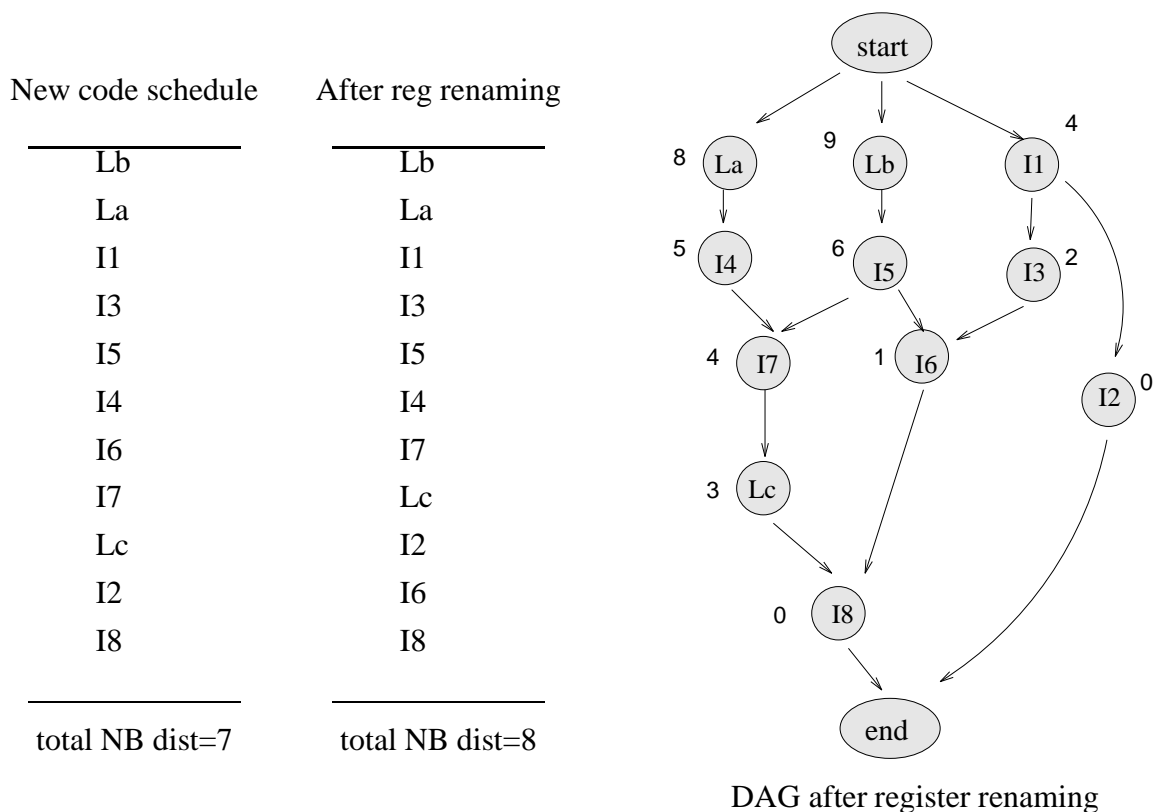 New code schedule
Lb
La
I1
I3
I5
I4
I6
I7
Lc
I2
I8
total NB dist=7
After reg renaming
Lb
La
I1
I3
I5
I4
I7
Lc
I2
I6
I8
total NB dist=8
start
8 La
9 Lb
4 I1
5 I4
6 I5
I3 2
4 I7
1 I6
I2 0
3 Lc
0 I8
end
DAG after register renaming